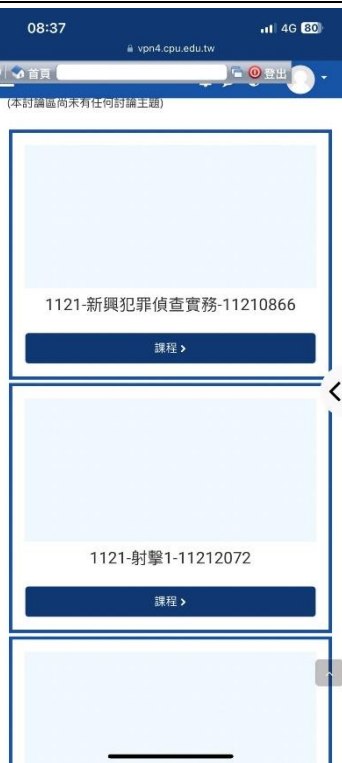 08:37
4G 80
vpn4.cpu.edu.tw
首頁
登出
(本討論區尚未有任何討論主題)
1121-新興犯罪偵查實務-11210866
課程 ›
1121-射擊1-11212072
課程 ›